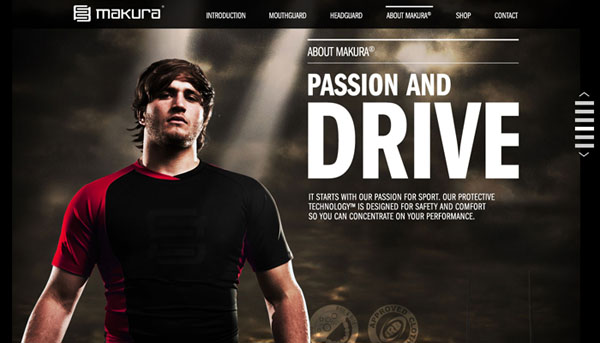 makura®
INTRODUCTION MOUTHGUARD HEADGUARD ABOUT MAKURA® SHOP CONTACT
ABOUT MAKURA®
PASSION AND
DRIVE
IT STARTS WITH OUR PASSION FOR SPORT. OUR PROTECTIVE
TECHNOLOGY™ IS DESIGNED FOR SAFETY AND COMFORT
SO YOU CAN CONCENTRATE ON YOUR PERFORMANCE.
APPROVED